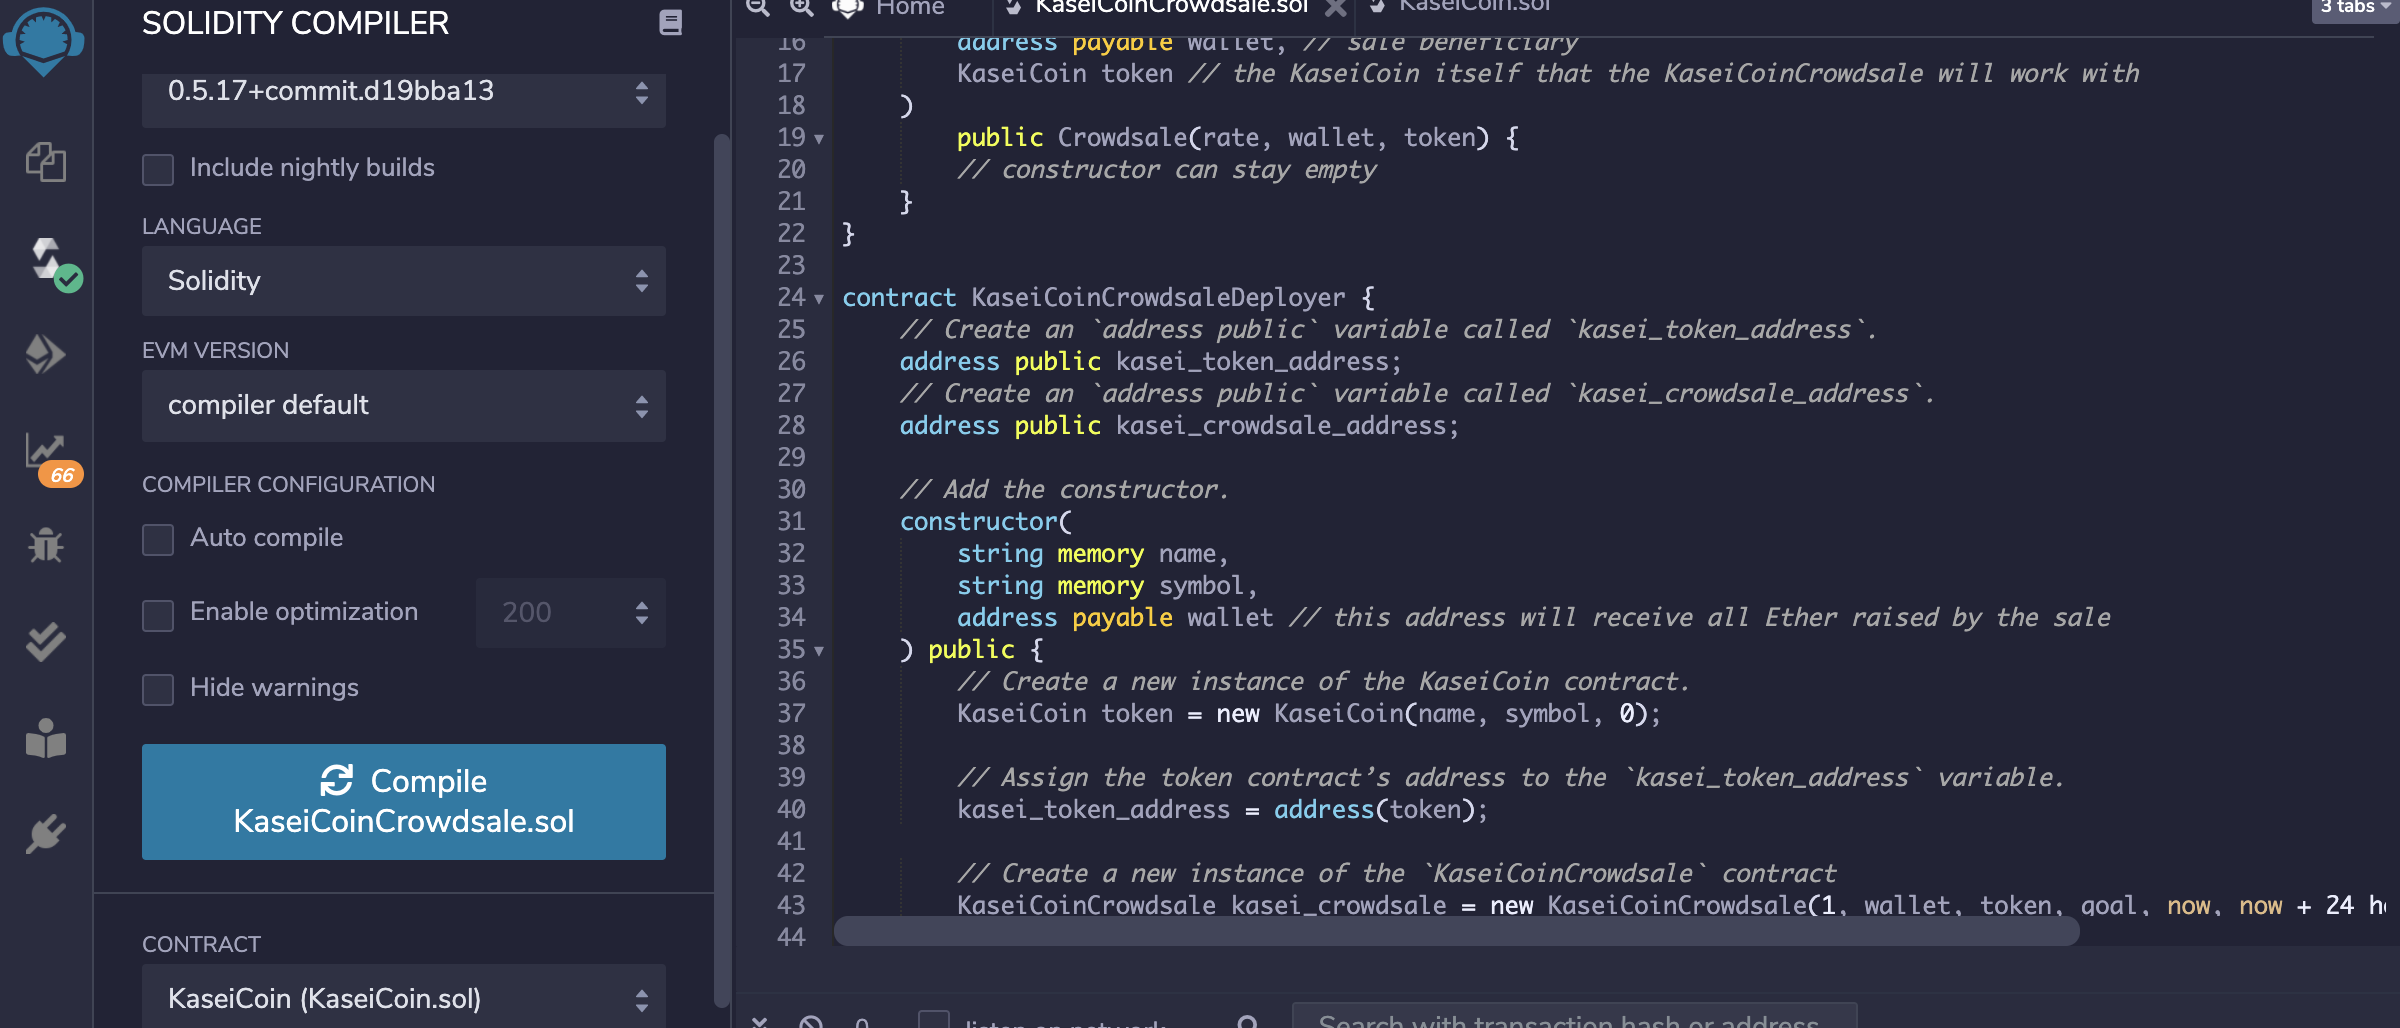 SOLIDITY COMPILER
0.5.17+commit.d19bba13
Include nightly builds
LANGUAGE
Solidity
EVM VERSION
compiler default
COMPILER CONFIGURATION
Auto compile
Enable optimization
200
Hide warnings
Compile
KaseiCoinCrowdsale.sol
CONTRACT
KaseiCoin (KaseiCoin.sol)
66
Home
KaseiCoinCrowdsale.sol
KaseiCoin.sol
3 tabs
16 address payable wallet, // sale beneficiary
17 KaseiCoin token // the KaseiCoin itself that the KaseiCoinCrowdsale will work with
18 )
19 public Crowdsale(rate, wallet, token) {
20 // constructor can stay empty
21 }
22 }
23
24 contract KaseiCoinCrowdsaleDeployer {
25 // Create an `address public` variable called `kasei_token_address`.
26 address public kasei_token_address;
27 // Create an `address public` variable called `kasei_crowdsale_address`.
28 address public kasei_crowdsale_address;
29
30 // Add the constructor.
31 constructor(
32 string memory name,
33 string memory symbol,
34 address payable wallet // this address will receive all Ether raised by the sale
35 ) public {
36 // Create a new instance of the KaseiCoin contract.
37 KaseiCoin token = new KaseiCoin(name, symbol, 0);
38
39 // Assign the token contract’s address to the `kasei_token_address` variable.
40 kasei_token_address = address(token);
41
42 // Create a new instance of the `KaseiCoinCrowdsale` contract
43 KaseiCoinCrowdsale kasei_crowdsale = new KaseiCoinCrowdsale(1, wallet, token, goal, now, now + 24
44
0
listen on network
Search with transaction hash or address